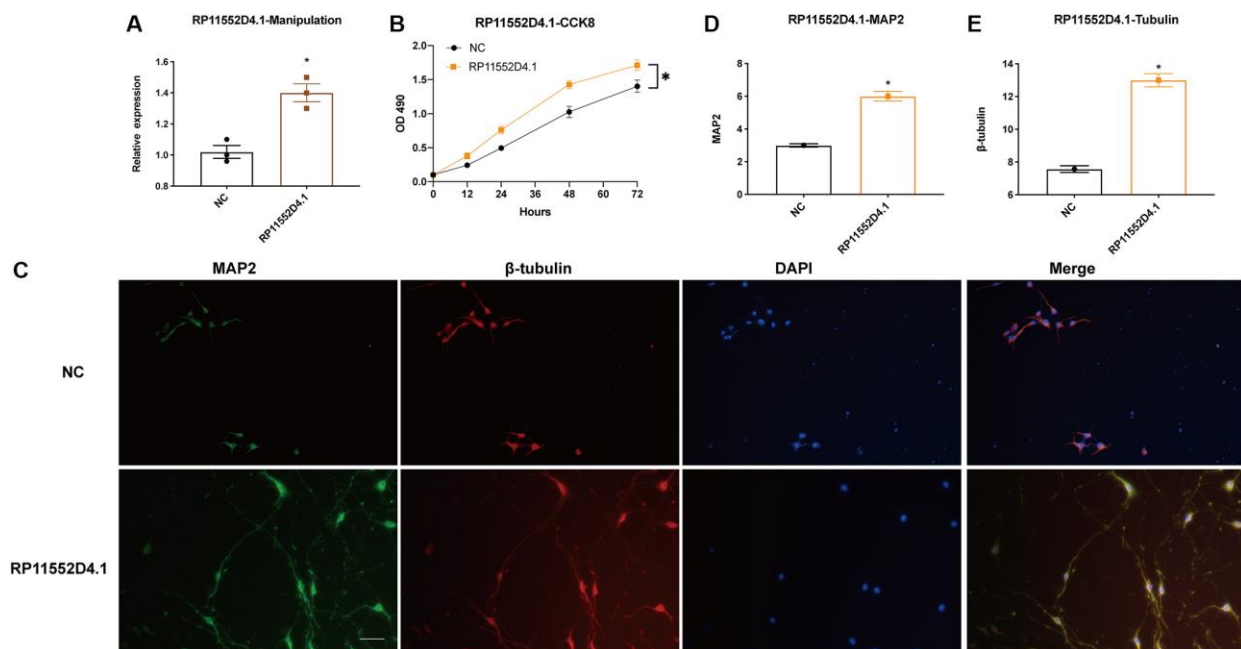 A
RP11552D4.1-Manipulation
*
Relative expression
1.6
1.4
1.2
1.0
0.8
NC
RP11552D4.1
B
RP11552D4.1-CCK8
NC
RP11552D4.1
*
OD 490
2.0
1.5
1.0
0.5
0.0
0 12 24 36 48 60 72
Hours
D
RP11552D4.1-MAP2
*
MAP2
8
6
4
2
0
NC
RP11552D4.1
E
RP11552D4.1-Tubulin
*
β-tubulin
14
12
10
8
6
NC
RP11552D4.1
C
MAP2 β-tubulin DAPI Merge
NC
RP11552D4.1